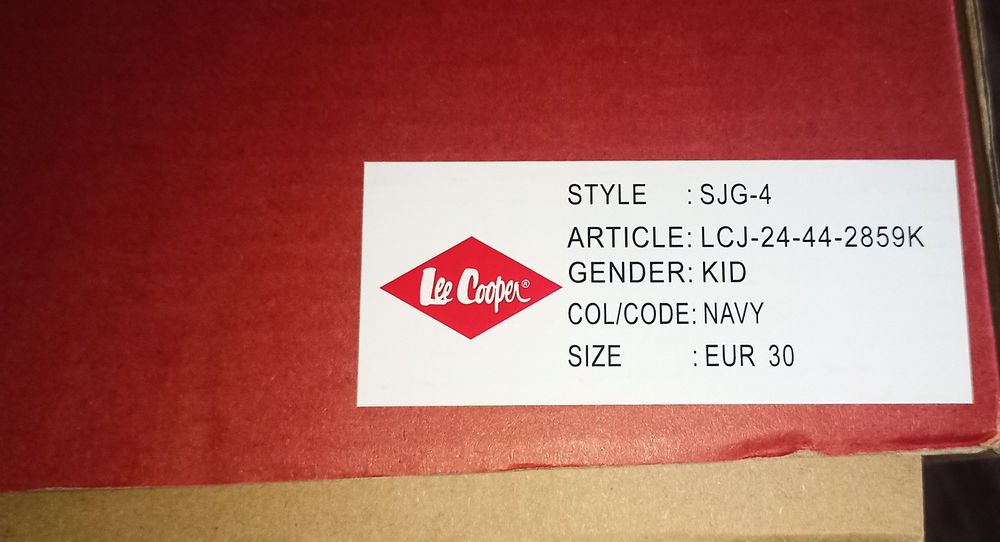 STYLE : SJG-4
ARTICLE: LCJ-24-44-2859K
Lee Cooper®
GENDER: KID
COL/CODE: NAVY
SIZE : EUR 30